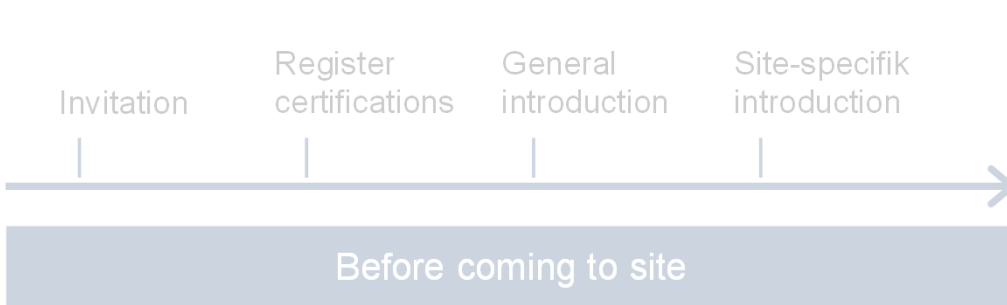 Invitation
Register
certifications
General
introduction
Site-specifik
introduction
Before coming to site